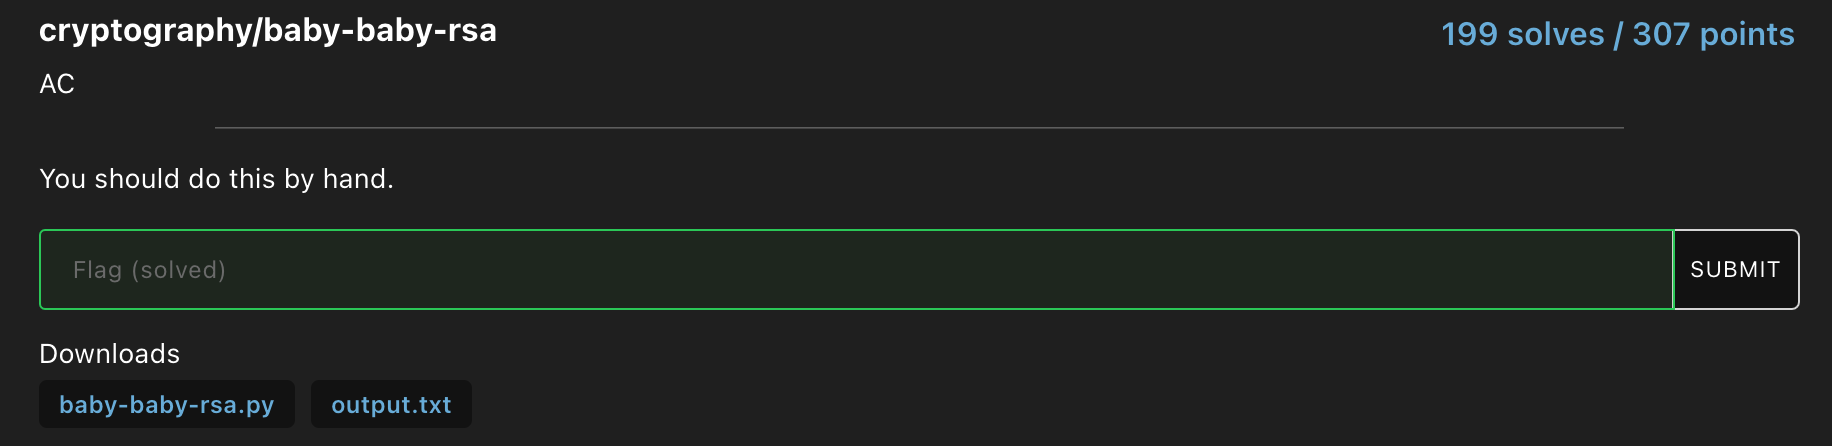 cryptography/baby-baby-rsa
199 solves / 307 points
AC
You should do this by hand.
Flag (solved)
SUBMIT
Downloads
baby-baby-rsa.py
output.txt